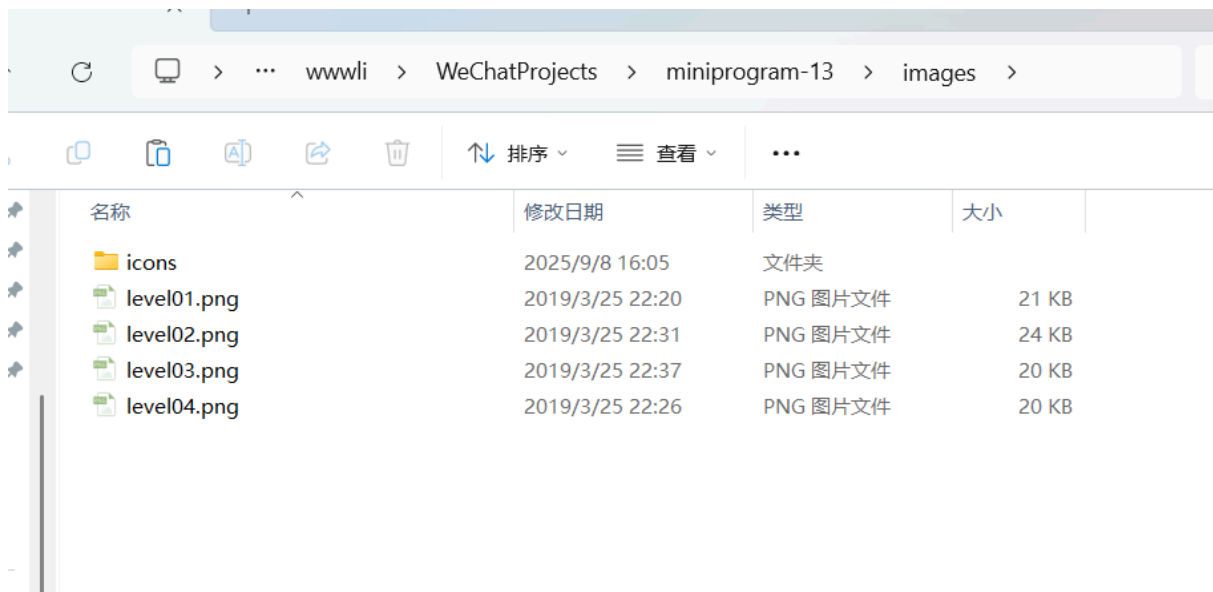 wwwli > WeChatProjects > miniprogram-13 > images >
排序 查看
名称 修改日期 类型 大小
icons 2025/9/8 16:05 文件夹
level01.png 2019/3/25 22:20 PNG 图片文件 21 KB
level02.png 2019/3/25 22:31 PNG 图片文件 24 KB
level03.png 2019/3/25 22:37 PNG 图片文件 20 KB
level04.png 2019/3/25 22:26 PNG 图片文件 20 KB